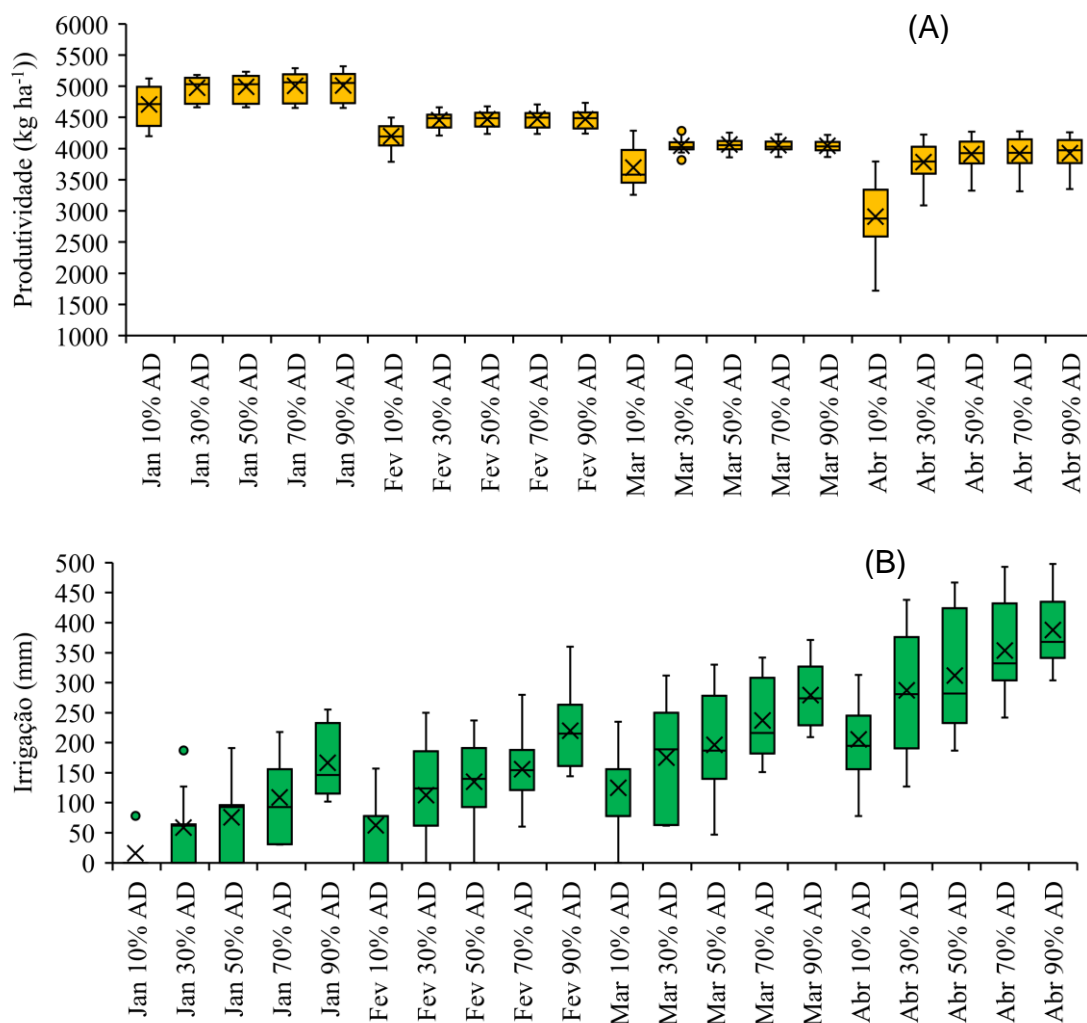 (A)
Produtividade (kg ha⁻¹))
6000
5500
5000
4500
4000
3500
3000
2500
2000
1500
1000
Jan 10% AD
Jan 30% AD
Jan 50% AD
Jan 70% AD
Jan 90% AD
Fev 10% AD
Fev 30% AD
Fev 50% AD
Fev 70% AD
Fev 90% AD
Mar 10% AD
Mar 30% AD
Mar 50% AD
Mar 70% AD
Mar 90% AD
Abr 10% AD
Abr 30% AD
Abr 50% AD
Abr 70% AD
Abr 90% AD
(B)
Irrigação (mm)
500
450
400
350
300
250
200
150
100
50
0
Jan 10% AD
Jan 30% AD
Jan 50% AD
Jan 70% AD
Jan 90% AD
Fev 10% AD
Fev 30% AD
Fev 50% AD
Fev 70% AD
Fev 90% AD
Mar 10% AD
Mar 30% AD
Mar 50% AD
Mar 70% AD
Mar 90% AD
Abr 10% AD
Abr 30% AD
Abr 50% AD
Abr 70% AD
Abr 90% AD